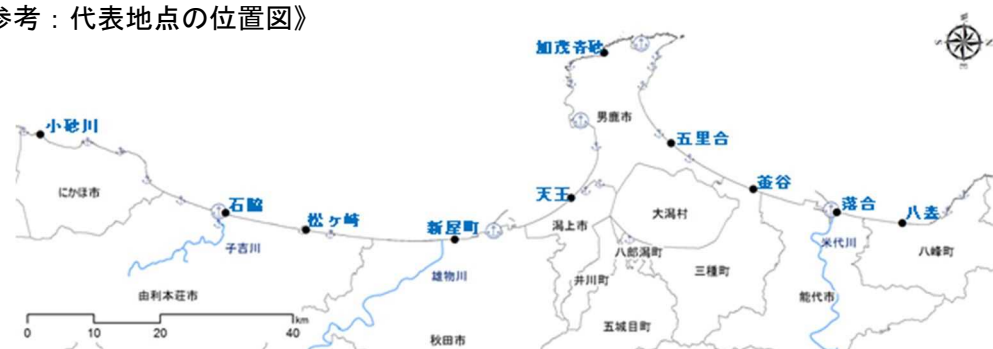 参考：代表地点の位置図》
加茂青砂
小砂川
男鹿市
五里合
にかほ市
釜谷
石脇
天王
落合
大潟村
八森
松ヶ崎
新屋町
潟上市
子吉川
八郎潟町
米代川
八峰町
雄物川
井川町
三種町
由利本荘市
能代市
km
0 10 20 40
五城目町
秋田市